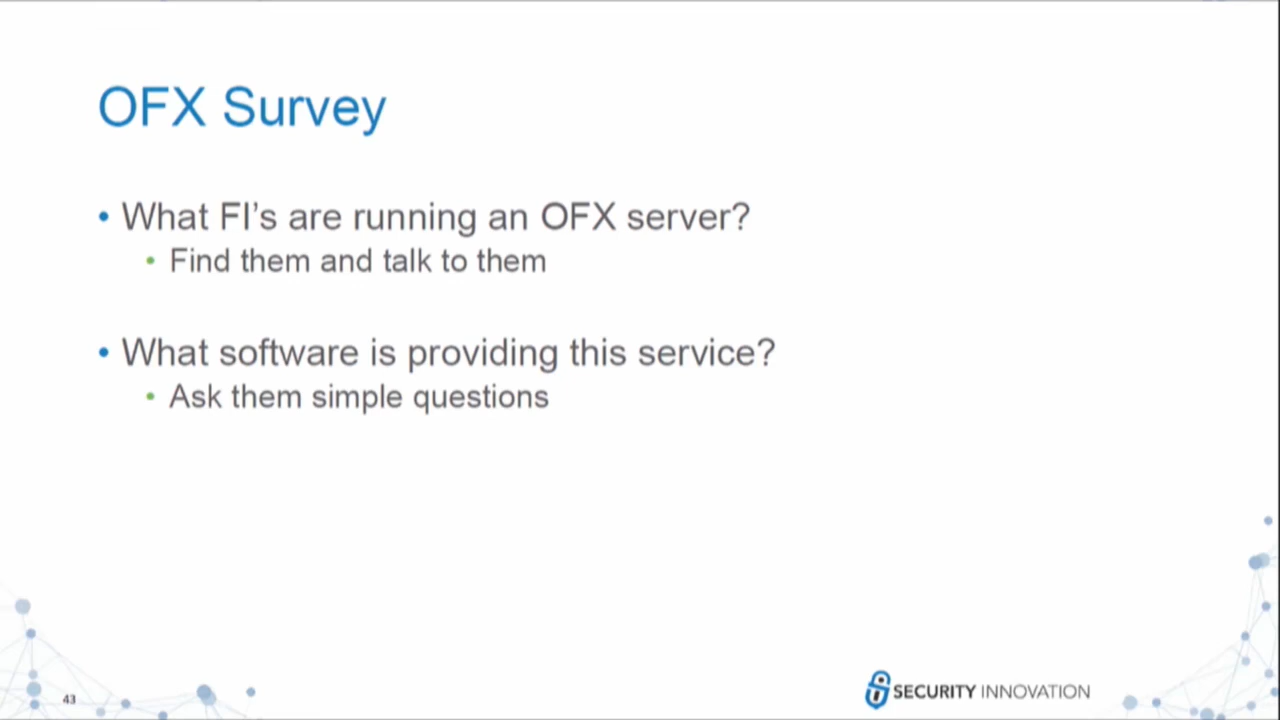 OFX Survey
• What FI's are running an OFX server?
• Find them and talk to them
• What software is providing this service?
• Ask them simple questions
43
SECURITY INNOVATION